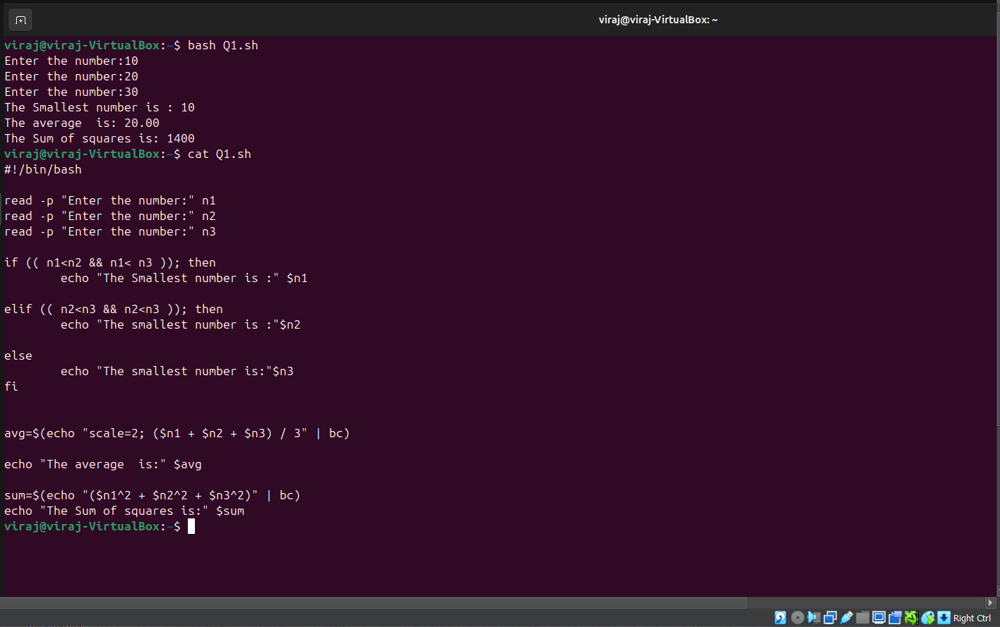 viraj@viraj-VirtualBox: ~
viraj@viraj-VirtualBox:~$ bash Q1.sh
Enter the number:10
Enter the number:20
Enter the number:30
The Smallest number is : 10
The average  is: 20.00
The Sum of squares is: 1400
viraj@viraj-VirtualBox:~$ cat Q1.sh
#!/bin/bash
read -p "Enter the number:" n1
read -p "Enter the number:" n2
read -p "Enter the number:" n3
if (( n1<n2 && n1< n3 )); then
        echo "The Smallest number is :" $n1
elif (( n2<n3 && n2<n3 )); then
        echo "The smallest number is :"$n2
else
        echo "The smallest number is:"$n3
fi
avg=$(echo "scale=2; ($n1 + $n2 + $n3) / 3" | bc)
echo "The average  is:" $avg
sum=$(echo "($n1^2 + $n2^2 + $n3^2)" | bc)
echo "The Sum of squares is:" $sum
viraj@viraj-VirtualBox:~$
Right Ctrl